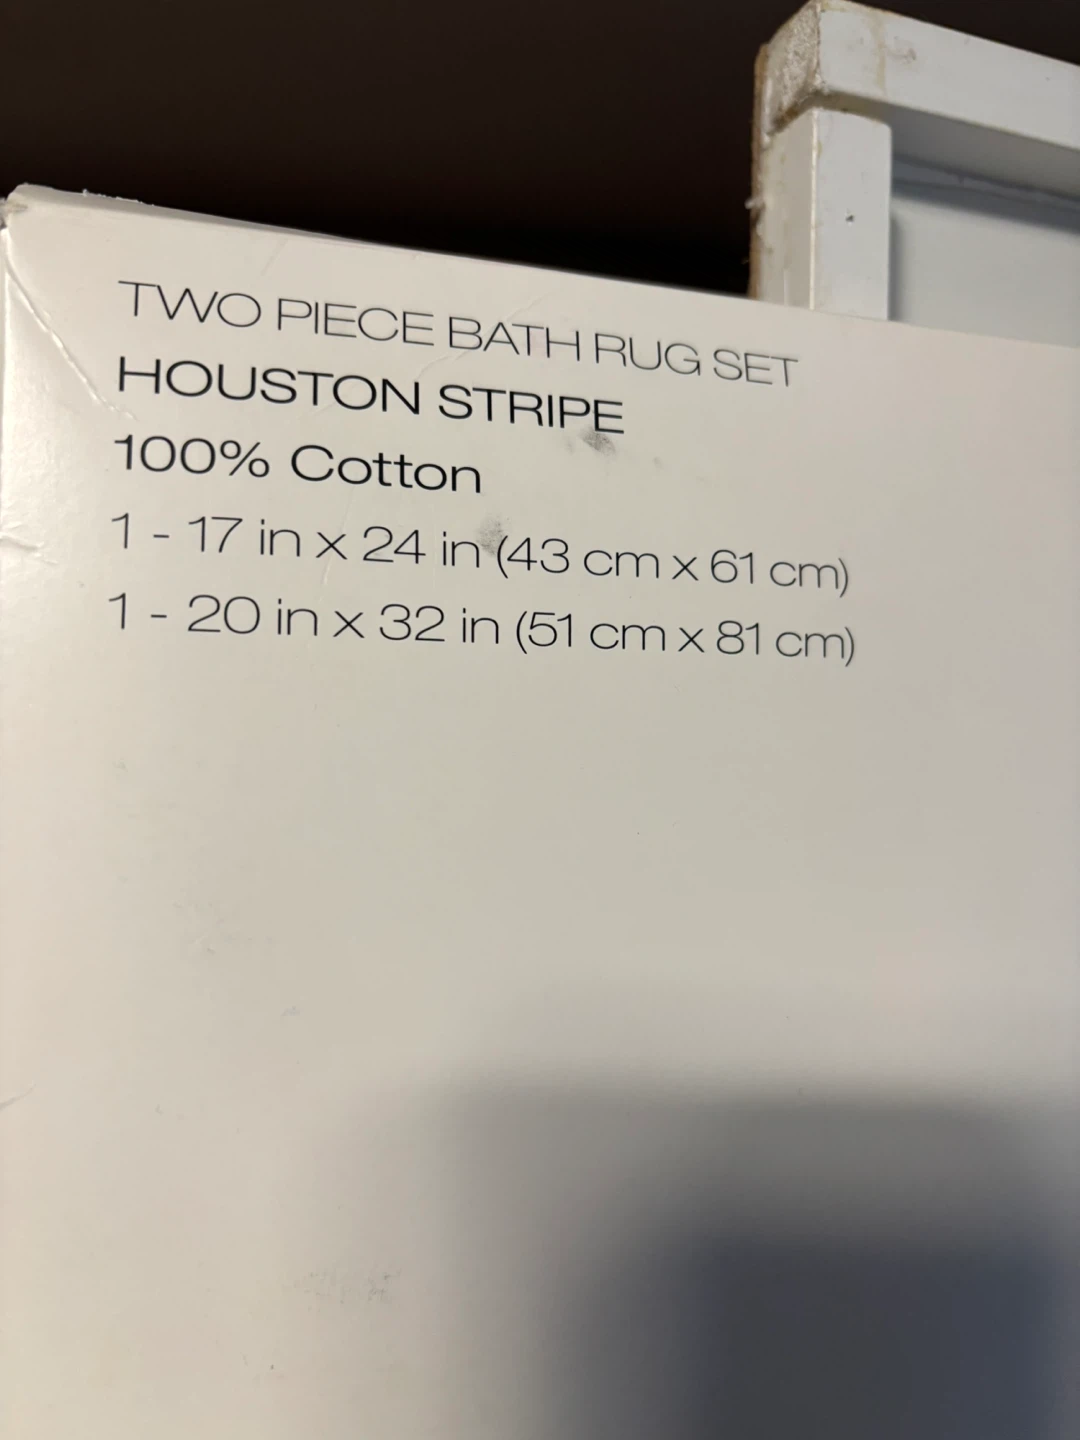 TWO PIECE BATH RUG SET
HOUSTON STRIPE
100% Cotton
1 - 17 in x 24 in (43 cm x 61 cm)
1 - 20 in x 32 in (51 cm x 81 cm)